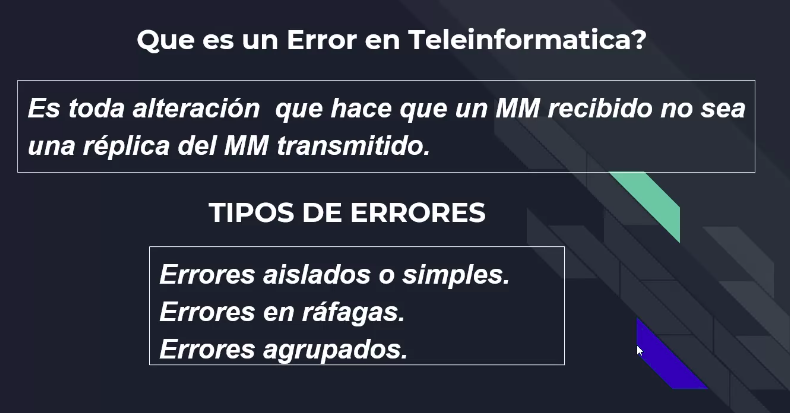 Que es un Error en Teleinformatica?
Es toda alteración que hace que un MM recibido no sea
una réplica del MM transmitido.
TIPOS DE ERRORES
Errores aislados o simples.
Errores en ráfagas.
Errores agrupados.